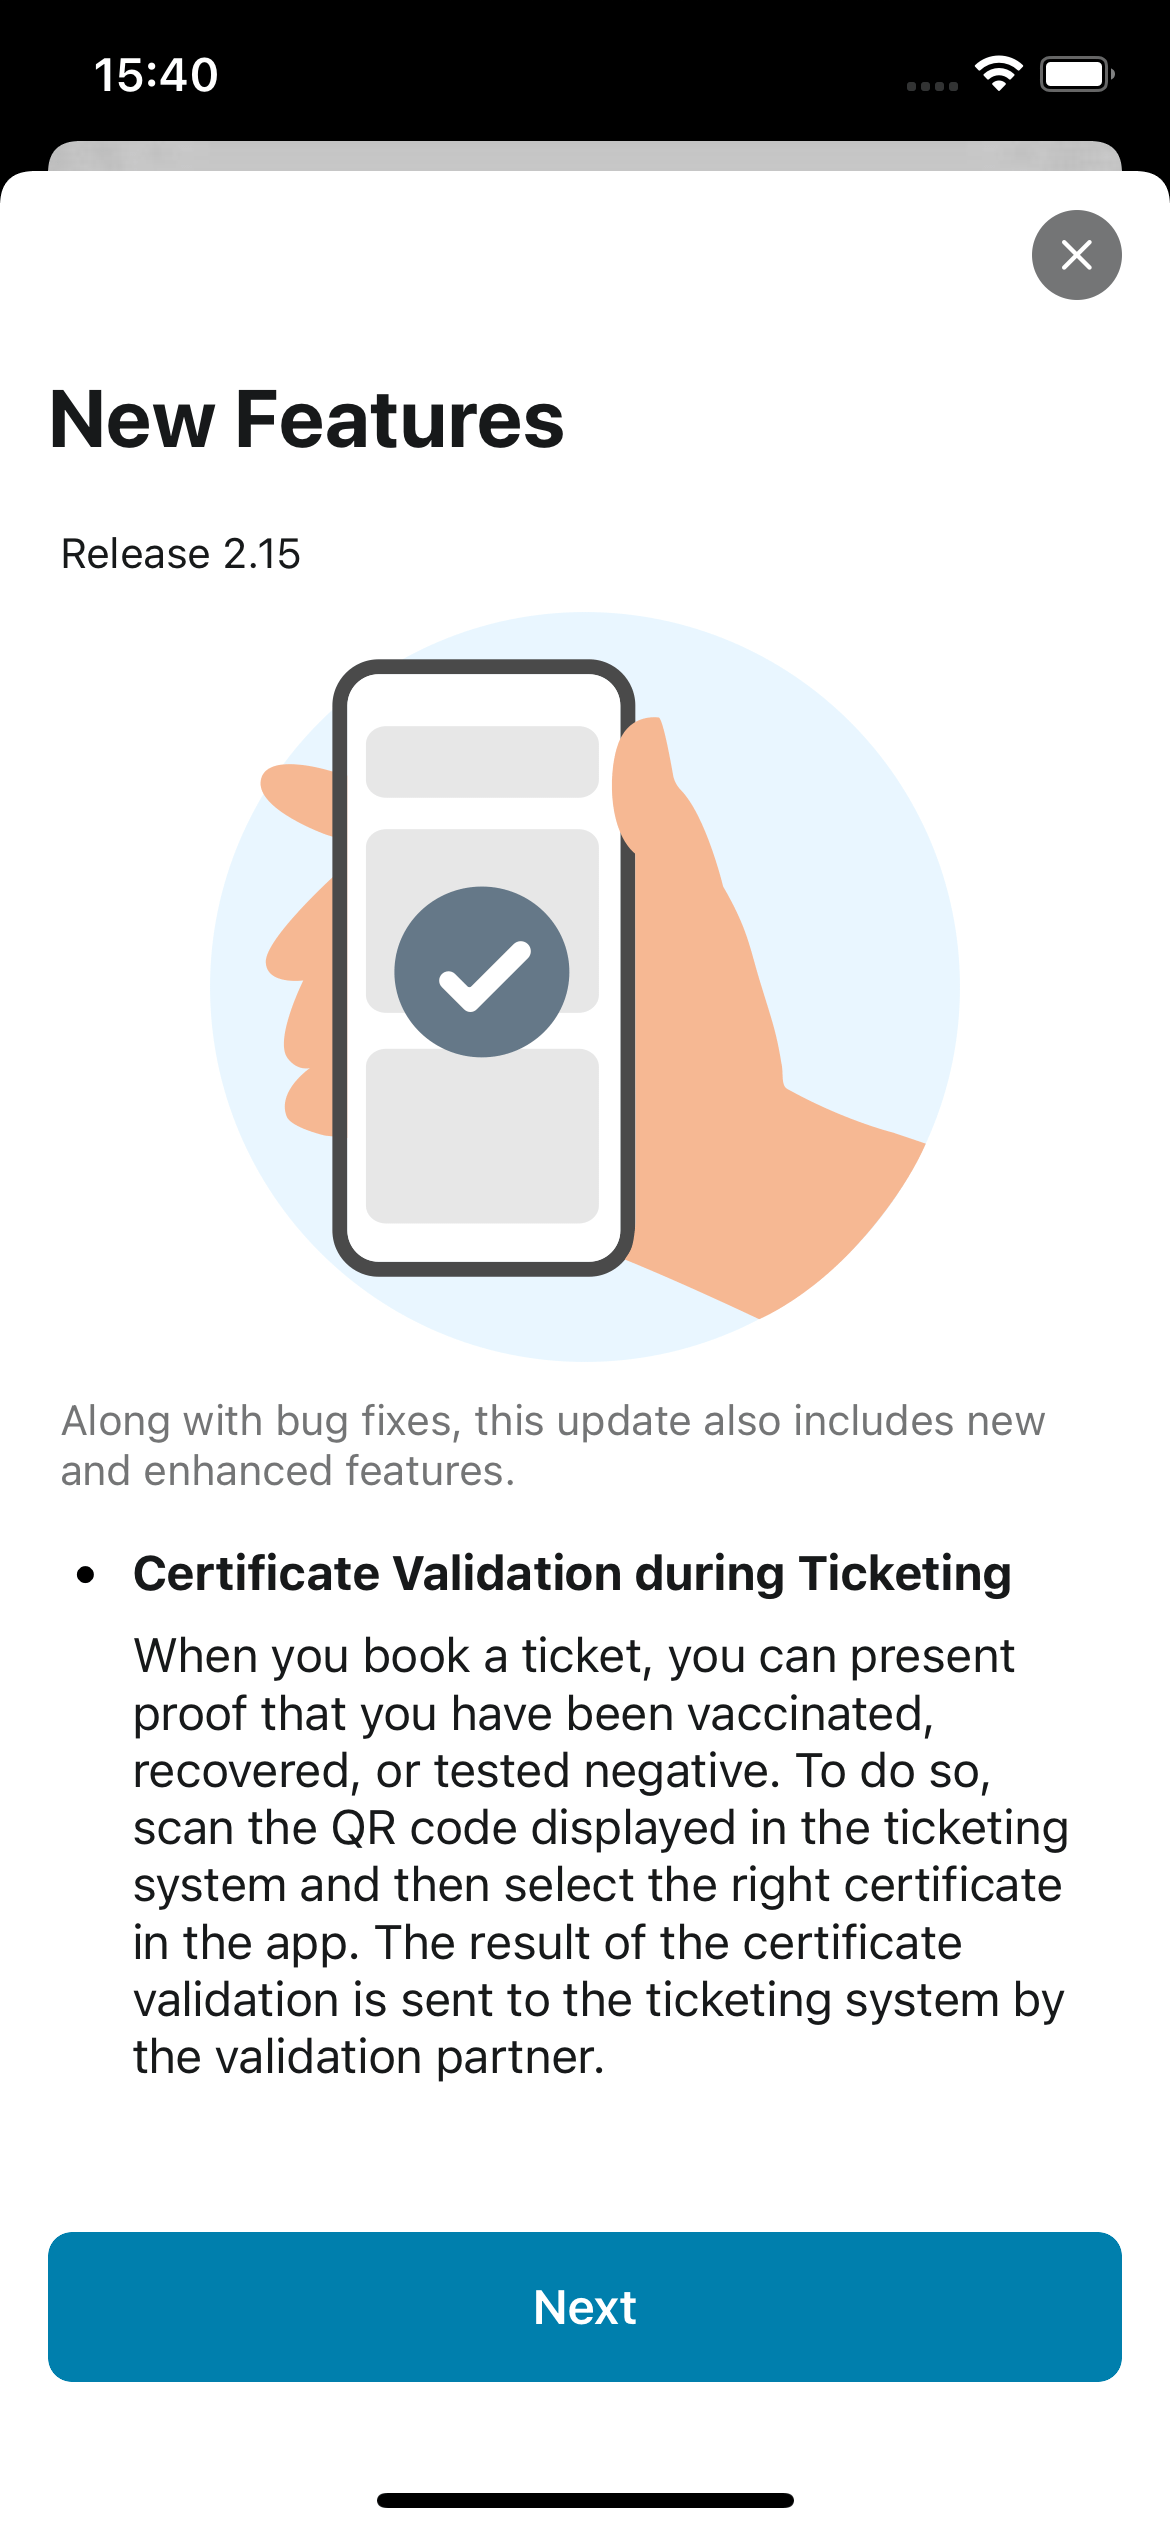 15:40
New Features
Release 2.15
Along with bug fixes, this update also includes new
and enhanced features.
• Certificate Validation during Ticketing
When you book a ticket, you can present
proof that you have been vaccinated,
recovered, or tested negative. To do so,
scan the QR code displayed in the ticketing
system and then select the right certificate
in the app. The result of the certificate
validation is sent to the ticketing system by
the validation partner.
Next